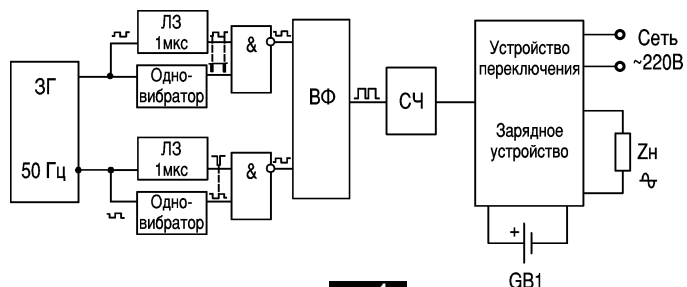 ЗГ
50 Гц
ЛЗ
1мкс
Одно-
вибратор
&
ЛЗ
1мкс
Одно-
вибратор
&
ВФ
СЧ
Устройство
переключения
Зарядное
устройство
Сеть
~220В
Zн
+
GB1